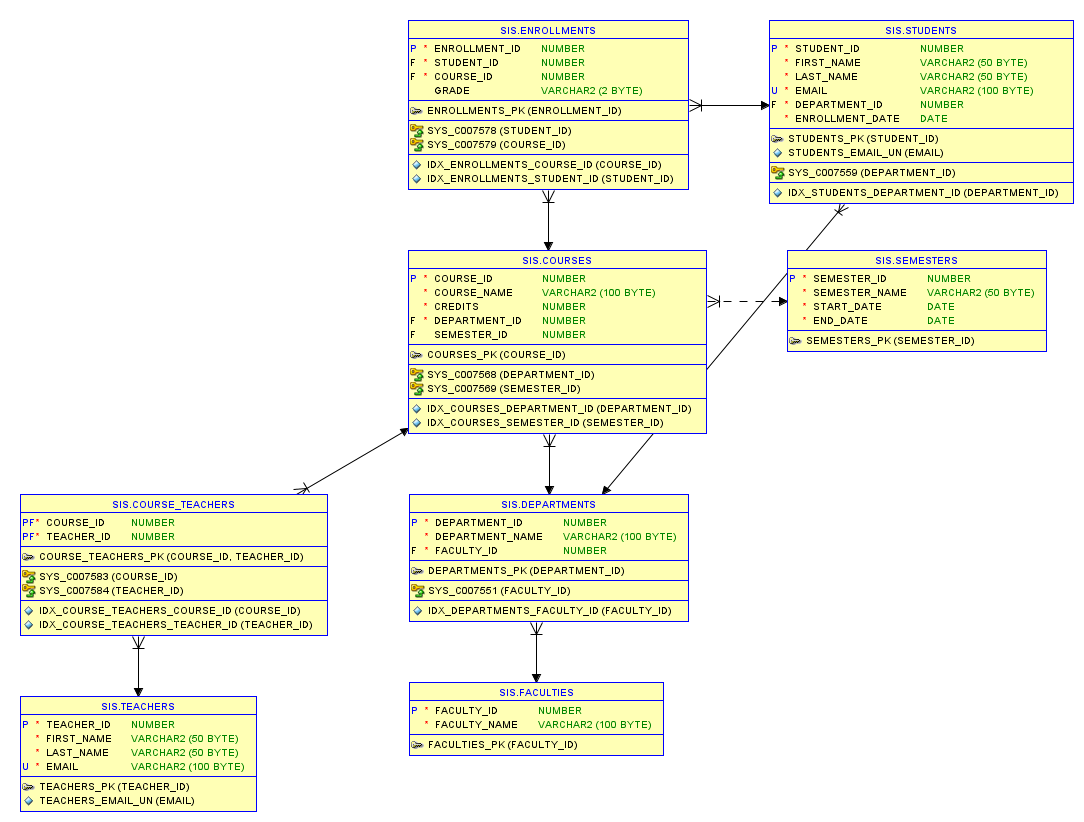 SIS.ENROLLMENTS
P * ENROLLMENT_ID NUMBER
F * STUDENT_ID NUMBER
F * COURSE_ID NUMBER
GRADE VARCHAR2 (2 BYTE)
ENROLLMENTS_PK (ENROLLMENT_ID)
SYS_C007578 (STUDENT_ID)
SYS_C007579 (COURSE_ID)
IDX_ENROLLMENTS_COURSE_ID (COURSE_ID)
IDX_ENROLLMENTS_STUDENT_ID (STUDENT_ID)
SIS.STUDENTS
P * STUDENT_ID NUMBER
* FIRST_NAME VARCHAR2 (50 BYTE)
* LAST_NAME VARCHAR2 (50 BYTE)
U * EMAIL VARCHAR2 (100 BYTE)
F * DEPARTMENT_ID NUMBER
* ENROLLMENT_DATE DATE
STUDENTS_PK (STUDENT_ID)
STUDENTS_EMAIL_UN (EMAIL)
SYS_C007559 (DEPARTMENT_ID)
IDX_STUDENTS_DEPARTMENT_ID (DEPARTMENT_ID)
SIS.COURSES
P * COURSE_ID NUMBER
* COURSE_NAME VARCHAR2 (100 BYTE)
* CREDITS NUMBER
F * DEPARTMENT_ID NUMBER
F SEMESTER_ID NUMBER
COURSES_PK (COURSE_ID)
SYS_C007568 (DEPARTMENT_ID)
SYS_C007569 (SEMESTER_ID)
IDX_COURSES_DEPARTMENT_ID (DEPARTMENT_ID)
IDX_COURSES_SEMESTER_ID (SEMESTER_ID)
SIS.SEMESTERS
P * SEMESTER_ID NUMBER
* SEMESTER_NAME VARCHAR2 (50 BYTE)
* START_DATE DATE
* END_DATE DATE
SEMESTERS_PK (SEMESTER_ID)
SIS.COURSE_TEACHERS
PF* COURSE_ID NUMBER
PF* TEACHER_ID NUMBER
COURSE_TEACHERS_PK (COURSE_ID, TEACHER_ID)
SYS_C007583 (COURSE_ID)
SYS_C007584 (TEACHER_ID)
IDX_COURSE_TEACHERS_COURSE_ID (COURSE_ID)
IDX_COURSE_TEACHERS_TEACHER_ID (TEACHER_ID)
SIS.DEPARTMENTS
P * DEPARTMENT_ID NUMBER
* DEPARTMENT_NAME VARCHAR2 (100 BYTE)
F * FACULTY_ID NUMBER
DEPARTMENTS_PK (DEPARTMENT_ID)
SYS_C007551 (FACULTY_ID)
IDX_DEPARTMENTS_FACULTY_ID (FACULTY_ID)
SIS.TEACHERS
P * TEACHER_ID NUMBER
* FIRST_NAME VARCHAR2 (50 BYTE)
* LAST_NAME VARCHAR2 (50 BYTE)
U * EMAIL VARCHAR2 (100 BYTE)
TEACHERS_PK (TEACHER_ID)
TEACHERS_EMAIL_UN (EMAIL)
SIS.FACULTIES
P * FACULTY_ID NUMBER
* FACULTY_NAME VARCHAR2 (100 BYTE)
FACULTIES_PK (FACULTY_ID)